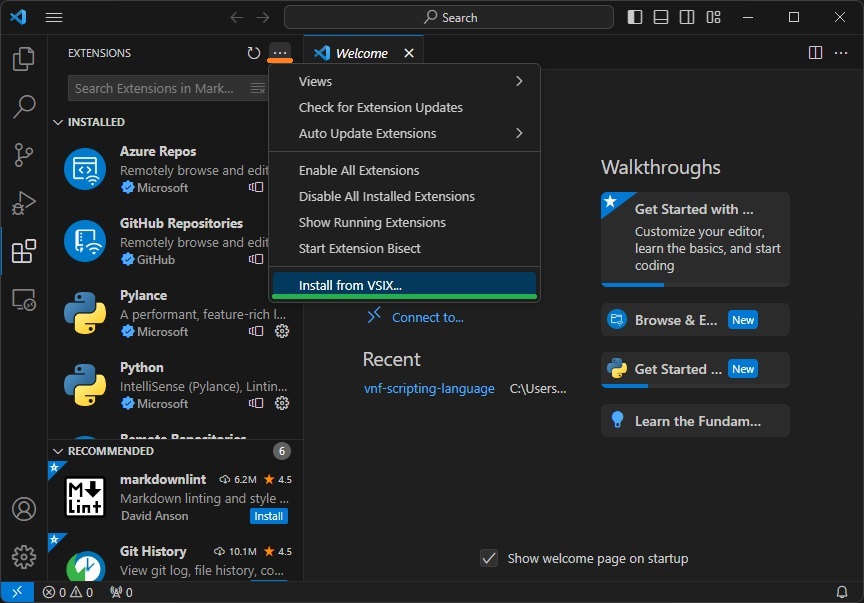 Search
EXTENSIONS
Welcome
Search Extensions in Mark...
Views
Check for Extension Updates
Auto Update Extensions
Enable All Extensions
Disable All Installed Extensions
Show Running Extensions
Start Extension Bisect
Install from VSIX...
INSTALLED
Azure Repos
Remotely browse and edit
Microsoft
GitHub Repositories
Remotely browse and edit
GitHub
Pylance
A performant, feature-rich l...
Microsoft
Python
IntelliSense (Pylance), Lintin...
Microsoft
Remote Repositories
RECOMMENDED 6
markdownlint 6.2M 4.5
Markdown linting and style ...
David Anson Install
M
Lint
Git History 10.1M 4.5
View git log, file history, co...
Connect to...
Recent
vnf-scripting-language C:\Users...
Walkthroughs
Get Started with ...
Customize your editor,
learn the basics, and start
coding
Browse & E... New
Get Started ... New
Learn the Fundam...
Show welcome page on startup
0 0 0